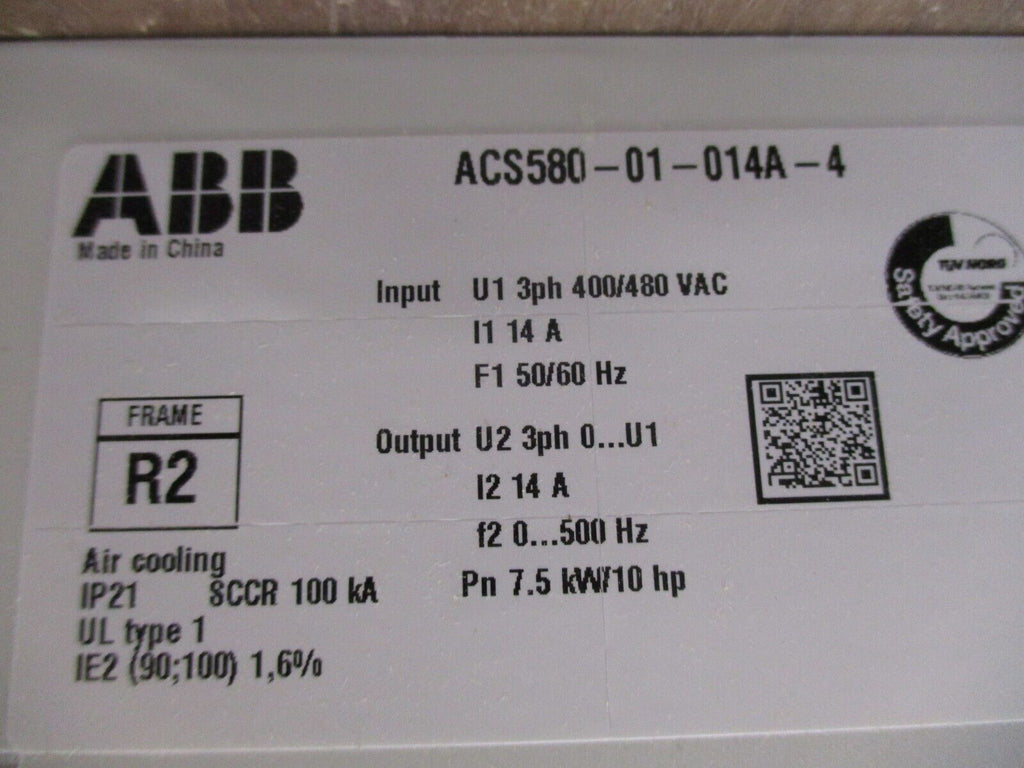 ABB
ACS580-01-014A-4
Made in China
Input U1 3ph 400/480 VAC
I1 14 A
F1 50/60 Hz
TÜV NORD
Safety Approved
FRAME
R2
Output U2 3ph 0...U1
I2 14 A
f2 0...500 Hz
Pn 7.5 kW/10 hp
Air cooling
IP21 SCCR 100 kA
UL type 1
IE2 (90;100) 1,6%